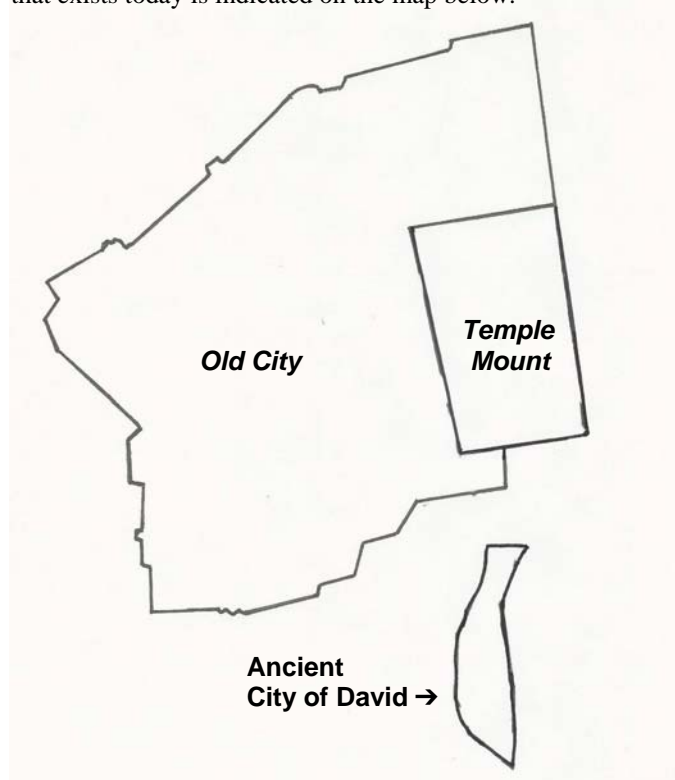 that exists today is indicated on the map below.
Temple
Mount
Old City
Ancient
City of David ➔